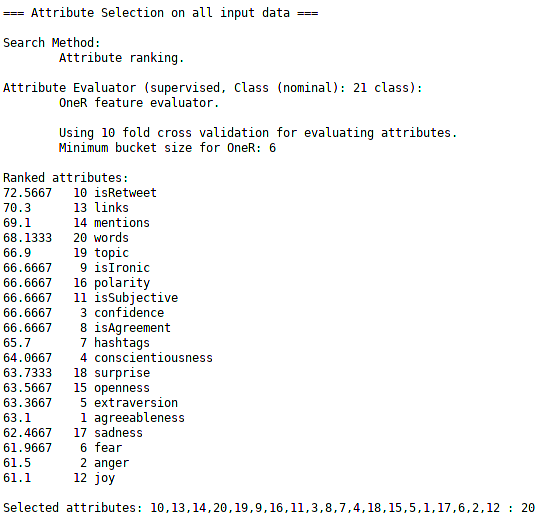 === Attribute Selection on all input data ===
Search Method:
Attribute ranking.
Attribute Evaluator (supervised, Class (nominal): 21 class):
OneR feature evaluator.
Using 10 fold cross validation for evaluating attributes.
Minimum bucket size for OneR: 6
Ranked attributes:
72.5667 10 isRetweet
70.3 13 links
69.1 14 mentions
68.1333 20 words
66.9 19 topic
66.6667 9 isIronic
66.6667 16 polarity
66.6667 11 isSubjective
66.6667 3 confidence
66.6667 8 isAgreement
65.7 7 hashtags
64.0667 4 conscientiousness
63.7333 18 surprise
63.5667 15 openness
63.3667 5 extraversion
63.1 1 agreeableness
62.4667 17 sadness
61.9667 6 fear
61.5 2 anger
61.1 12 joy
Selected attributes: 10,13,14,20,19,9,16,11,3,8,7,4,18,15,5,1,17,6,2,12 : 20